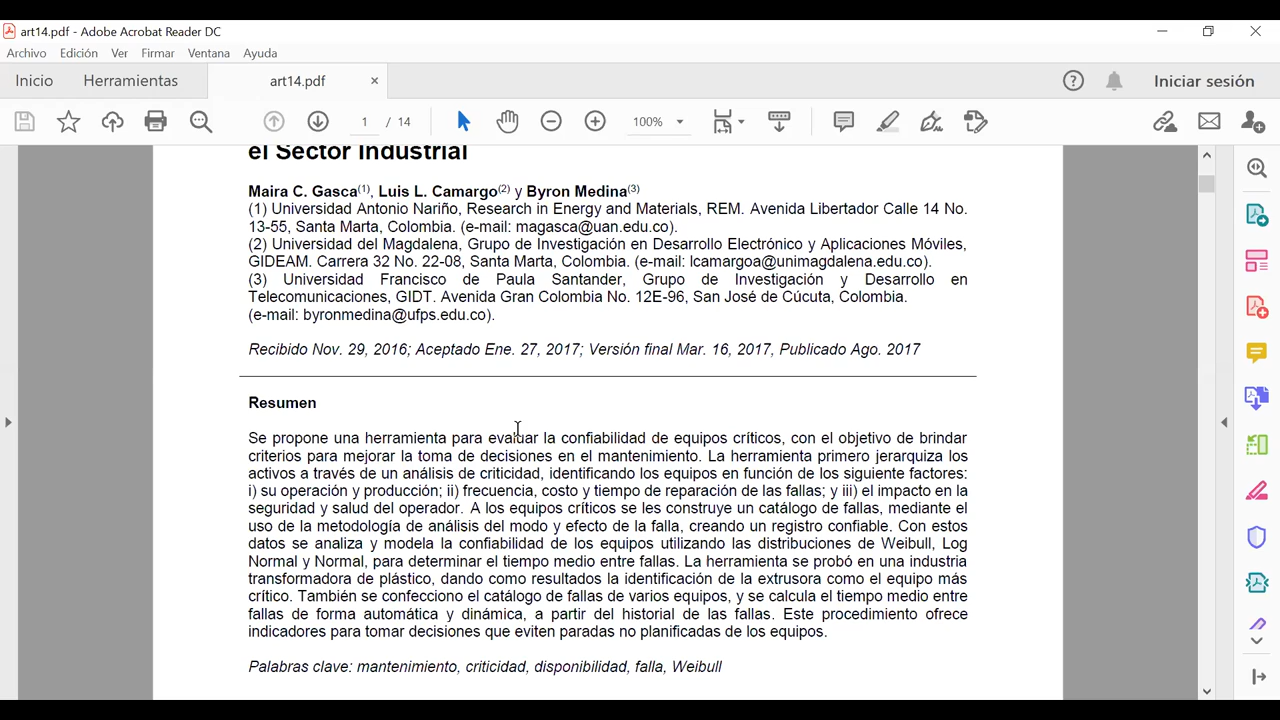 art14.pdf - Adobe Acrobat Reader DC
Archivo Edición Ver Firmar Ventana Ayuda
Inicio Herramientas art14.pdf × Iniciar sesión
1 / 14 100%
el Sector Industrial
Maira C. Gasca(1), Luis L. Camargo(2) y Byron Medina(3)
(1) Universidad Antonio Nariño, Research in Energy and Materials, REM. Avenida Libertador Calle 14 No.
13-55, Santa Marta, Colombia. (e-mail: magasca@uan.edu.co).
(2) Universidad del Magdalena, Grupo de Investigación en Desarrollo Electrónico y Aplicaciones Móviles,
GIDEAM. Carrera 32 No. 22-08, Santa Marta, Colombia. (e-mail: lcamargoa@unimagdalena.edu.co).
(3) Universidad Francisco de Paula Santander, Grupo de Investigación y Desarrollo en
Telecomunicaciones, GIDT. Avenida Gran Colombia No. 12E-96, San José de Cúcuta, Colombia.
(e-mail: byronmedina@ufps.edu.co).
Recibido Nov. 29, 2016; Aceptado Ene. 27, 2017; Versión final Mar. 16, 2017, Publicado Ago. 2017
Resumen
Se propone una herramienta para evaluar la confiabilidad de equipos críticos, con el objetivo de brindar
criterios para mejorar la toma de decisiones en el mantenimiento. La herramienta primero jerarquiza los
activos a través de un análisis de criticidad, identificando los equipos en función de los siguiente factores:
i) su operación y producción; ii) frecuencia, costo y tiempo de reparación de las fallas; y iii) el impacto en la
seguridad y salud del operador. A los equipos críticos se les construye un catálogo de fallas, mediante el
uso de la metodología de análisis del modo y efecto de la falla, creando un registro confiable. Con estos
datos se analiza y modela la confiabilidad de los equipos utilizando las distribuciones de Weibull, Log
Normal y Normal, para determinar el tiempo medio entre fallas. La herramienta se probó en una industria
transformadora de plástico, dando como resultados la identificación de la extrusora como el equipo más
crítico. También se confecciono el catálogo de fallas de varios equipos, y se calcula el tiempo medio entre
fallas de forma automática y dinámica, a partir del historial de las fallas. Este procedimiento ofrece
indicadores para tomar decisiones que eviten paradas no planificadas de los equipos.
Palabras clave: mantenimiento, criticidad, disponibilidad, falla, Weibull